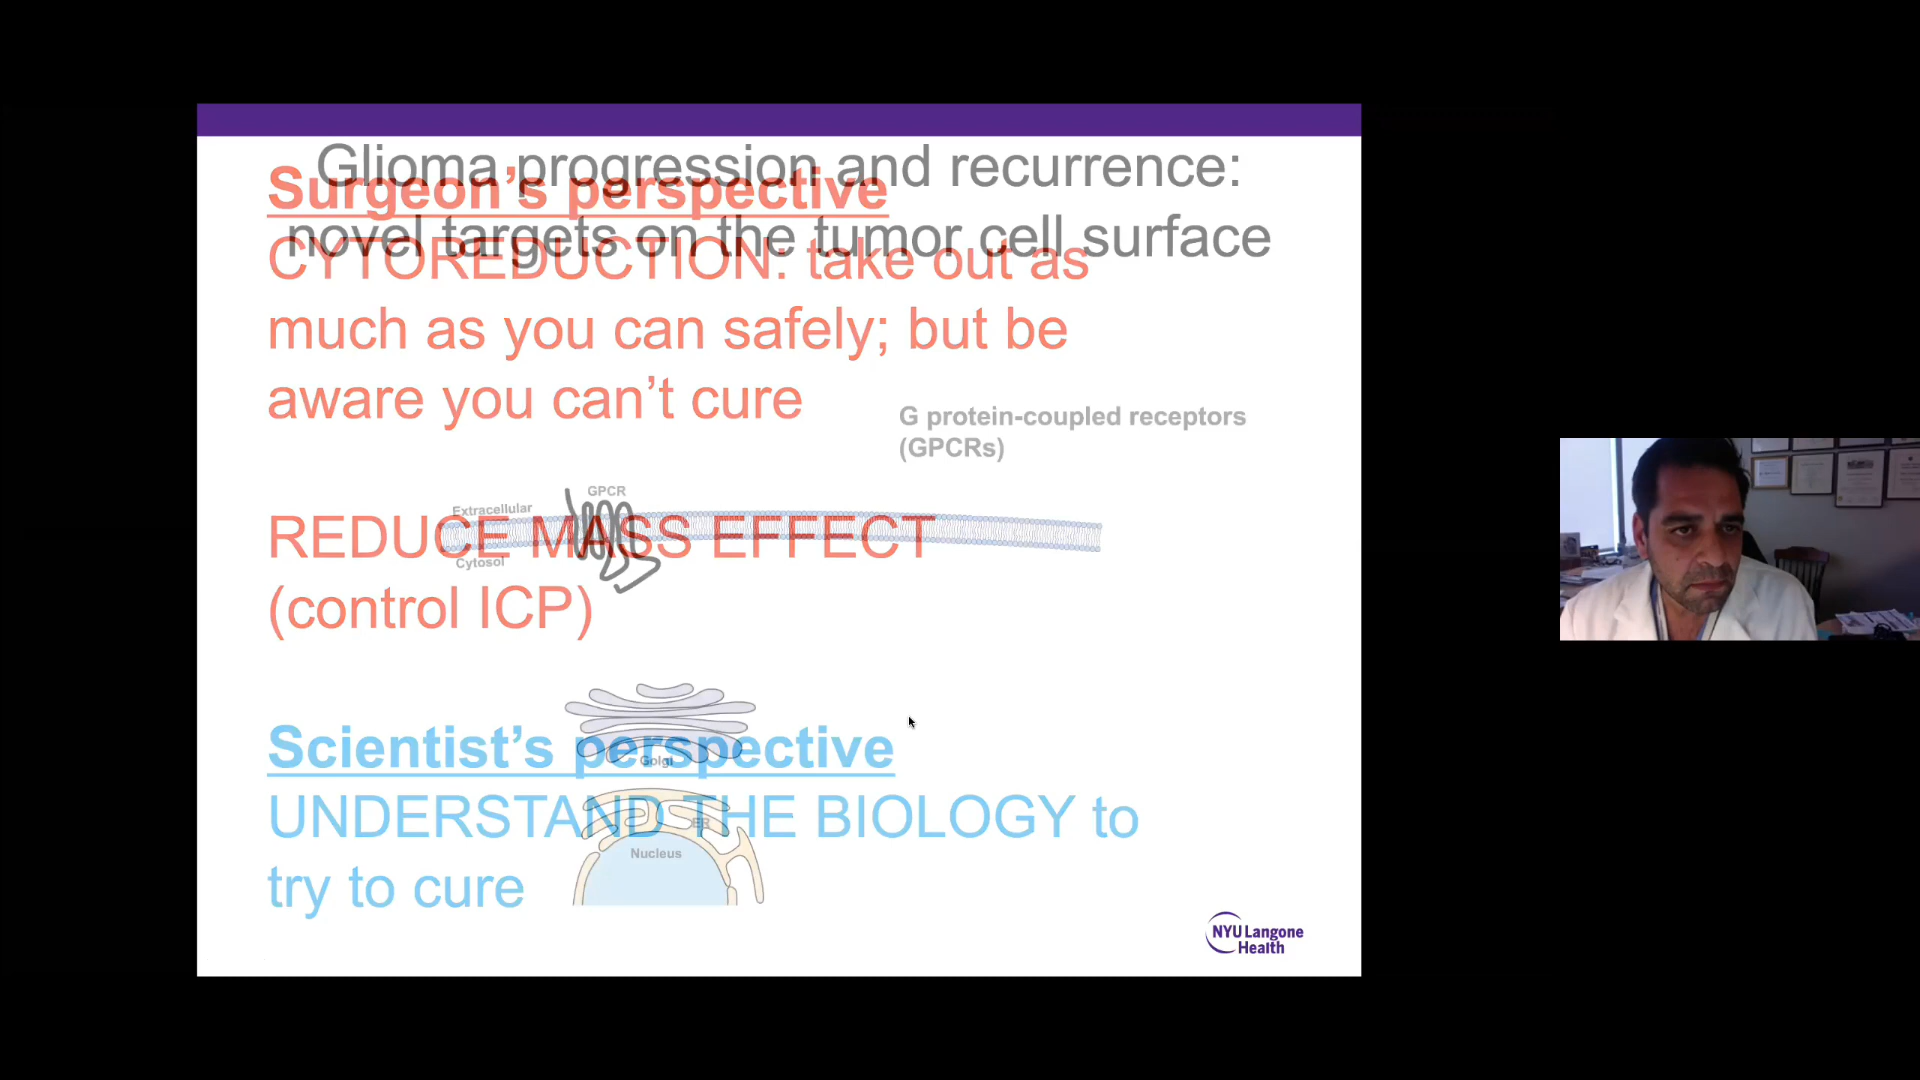 Glioma progression and recurrence:
novel targets on the tumor cell surface
Surgeon’s perspective
CYTOREDUCTION: take out as
much as you can safely; but be
aware you can’t cure
G protein-coupled receptors
(GPCRs)
GPCR
Extracellular
REDUCE MASS EFFECT
Cytosol
(control ICP)
Scientist’s perspective
Golgi
UNDERSTAND THE BIOLOGY to
ER
Nucleus
try to cure
NYU Langone
Health